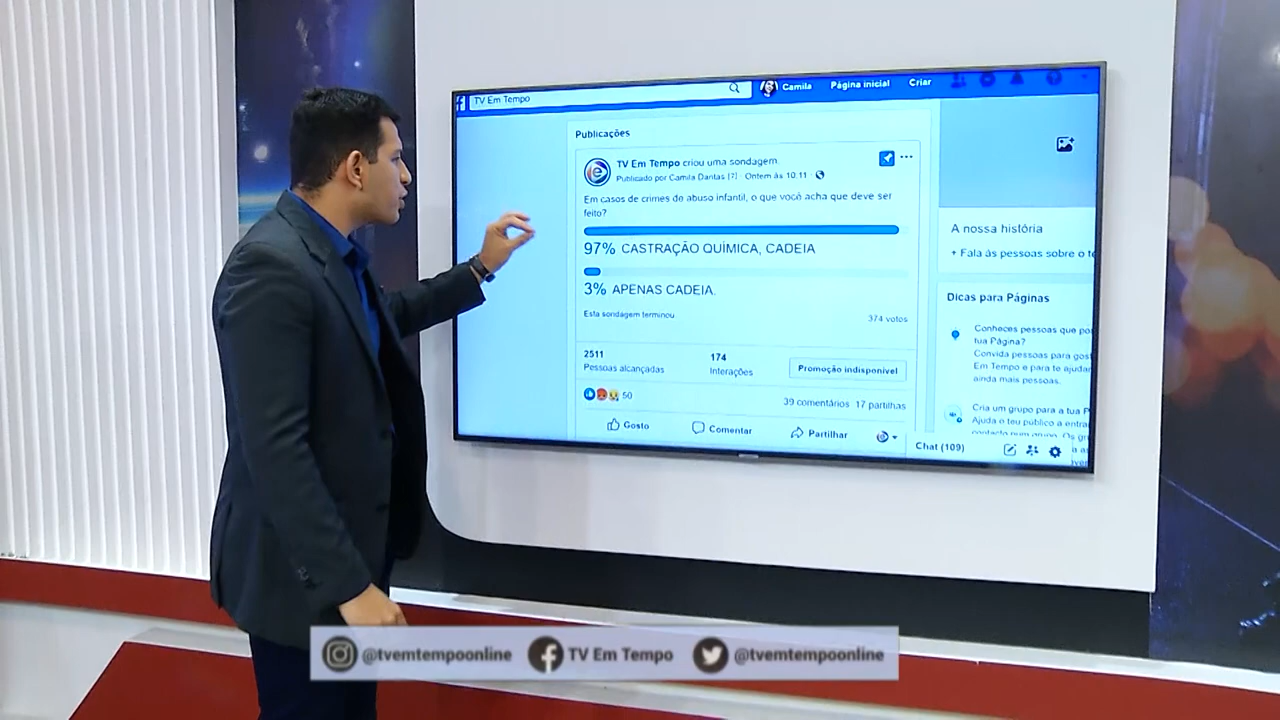 TV Em Tempo
Camila
Página inicial
Criar
Publicações
TV Em Tempo criou uma sondagem.
Publicado por Camila Dantas [?] · Ontem às 10:11 ·
Em casos de crimes de abuso infantil, o que você acha que deve ser
feito?
97% CASTRAÇÃO QUÍMICA, CADEIA
3% APENAS CADEIA.
Esta sondagem terminou.
374 votos
2511
Pessoas alcançadas
174
Interações
Promoção indisponível
50
39 comentários 17 partilhas
Gosto
Comentar
Partilhar
A nossa história
+ Fala às pessoas sobre o
Dicas para Páginas
Conheces pessoas que
tua Página?
Convida pessoas para
Em Tempo e para te
ainda mais pessoas.
Cria um grupo para a tua
Ajuda o teu público a
Chat (109)
@tvemtempoonline
TV Em Tempo
@tvemtempoonline